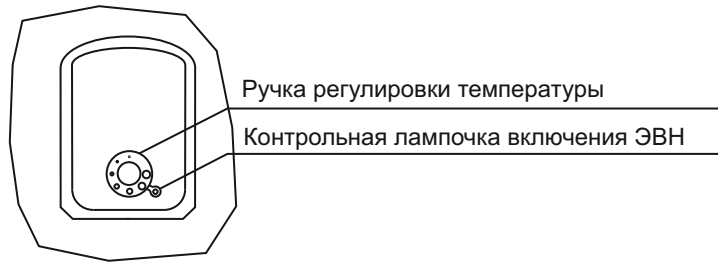 Ручка регулировки температуры
Контрольная лампочка включения ЭВН